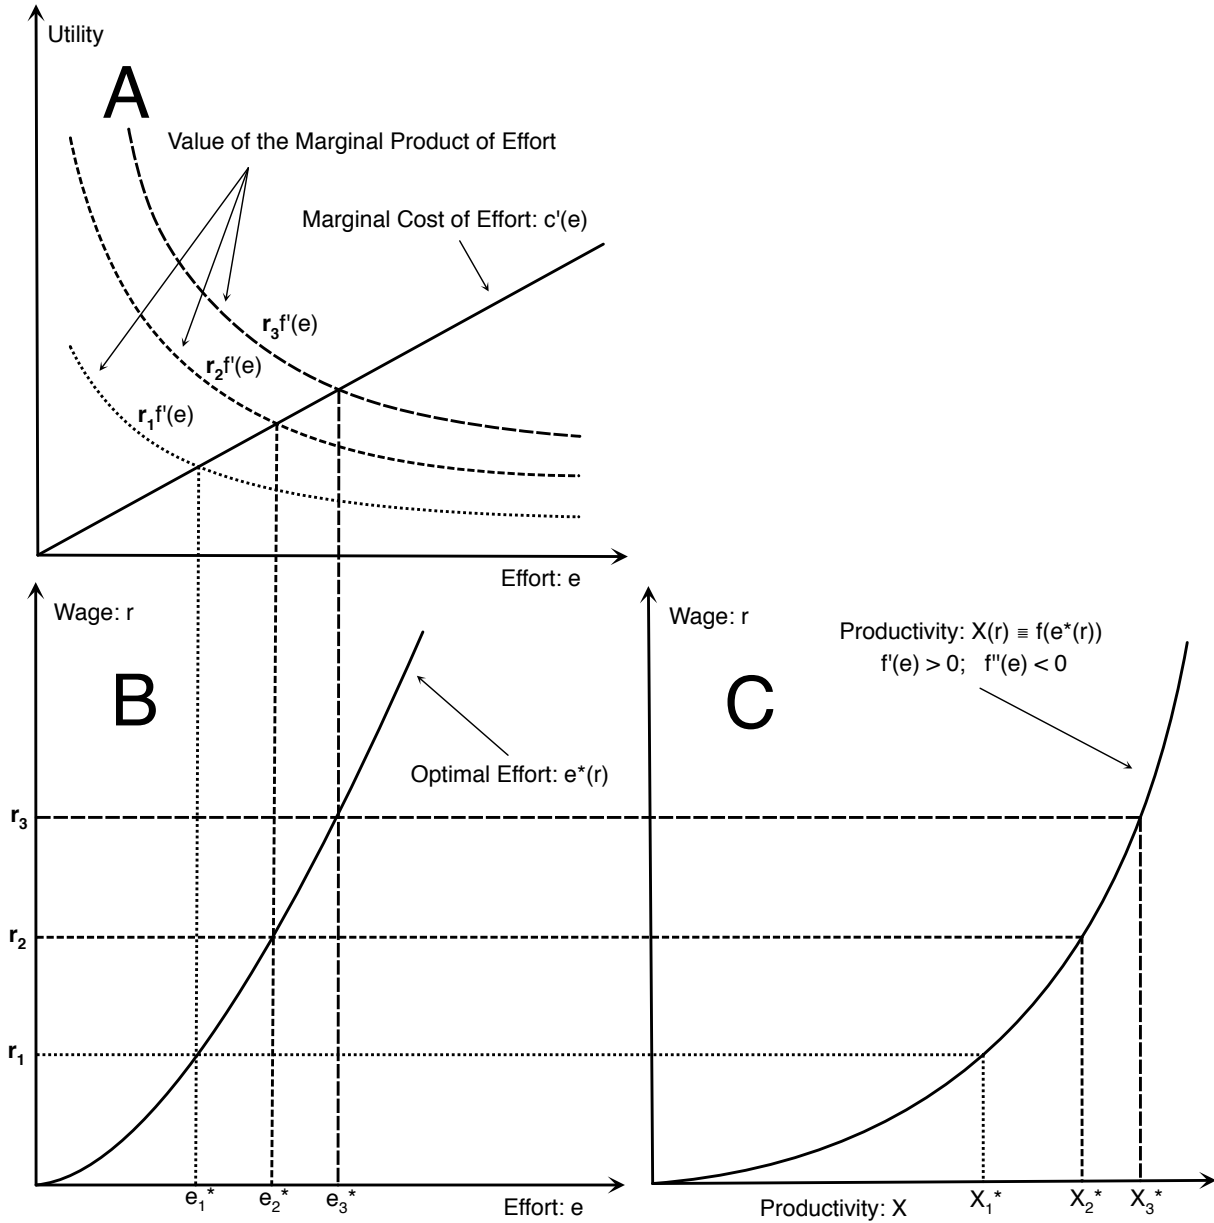 Utility
A
Value of the Marginal Product of Effort
Marginal Cost of Effort: c'(e)
r₃f'(e)
r₂f'(e)
r₁f'(e)
Effort: e
Wage: r
B
Optimal Effort: e*(r)
r₃
r₂
r₁
e₁*
e₂*
e₃*
Effort: e
Wage: r
Productivity: X(r) ≡ f(e*(r))
f'(e) > 0; f''(e) < 0
C
Productivity: X
X₁*
X₂*
X₃*